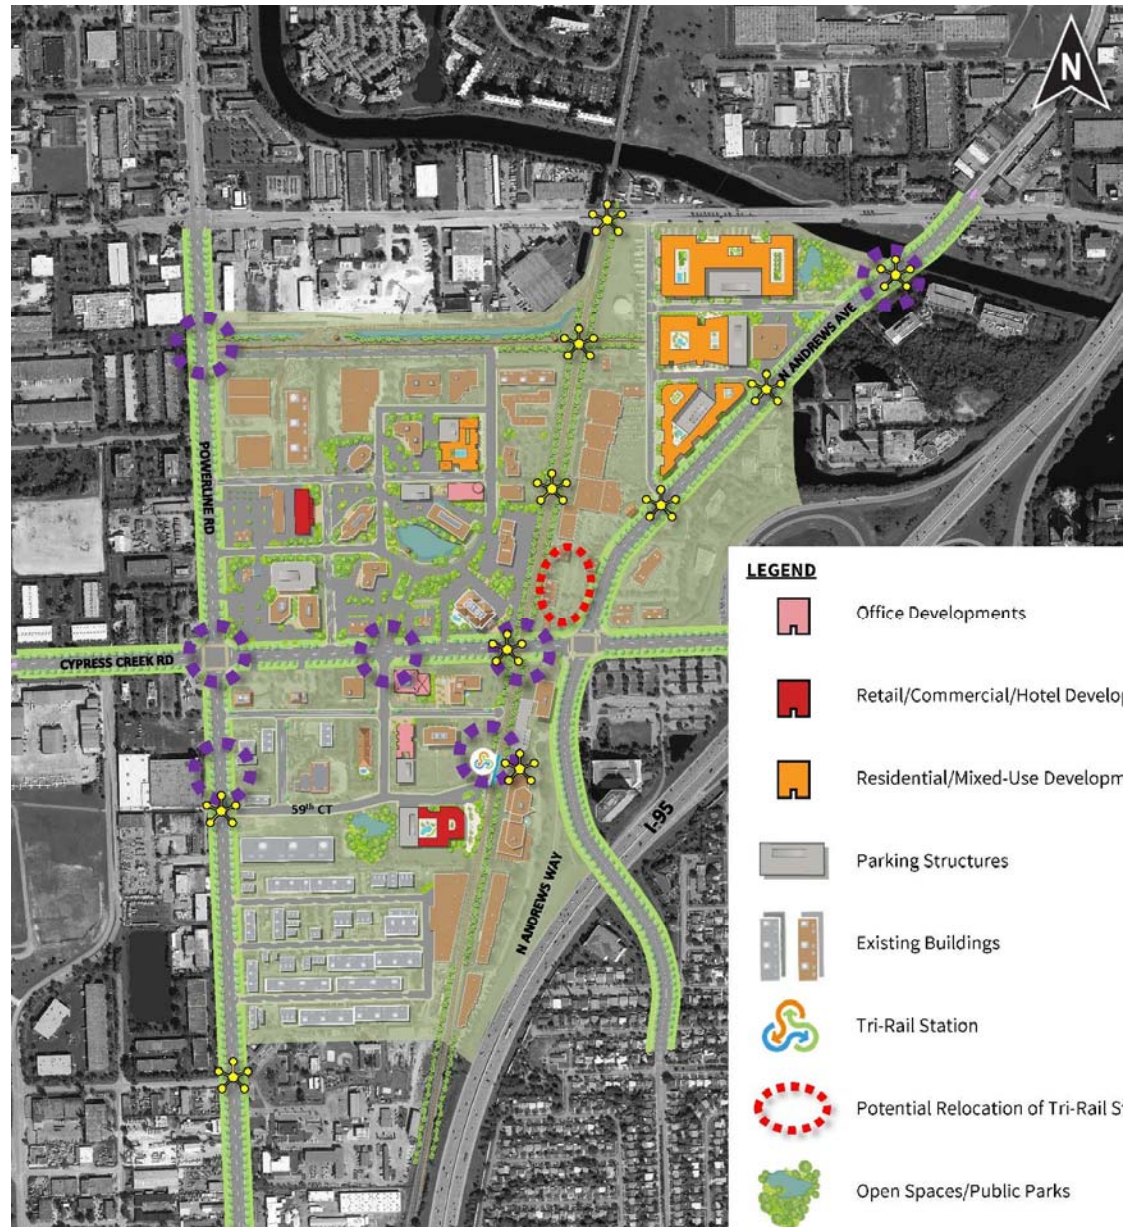 N
N ANDREWS AVE
POWERLINE RD
CYPRESS CREEK RD
59th CT
I-95
N ANDREWS WAY
LEGEND
Office Developments
Retail/Commercial/Hotel Develop
Residential/Mixed-Use Developm
Parking Structures
Existing Buildings
Tri-Rail Station
Potential Relocation of Tri-Rail St
Open Spaces/Public Parks